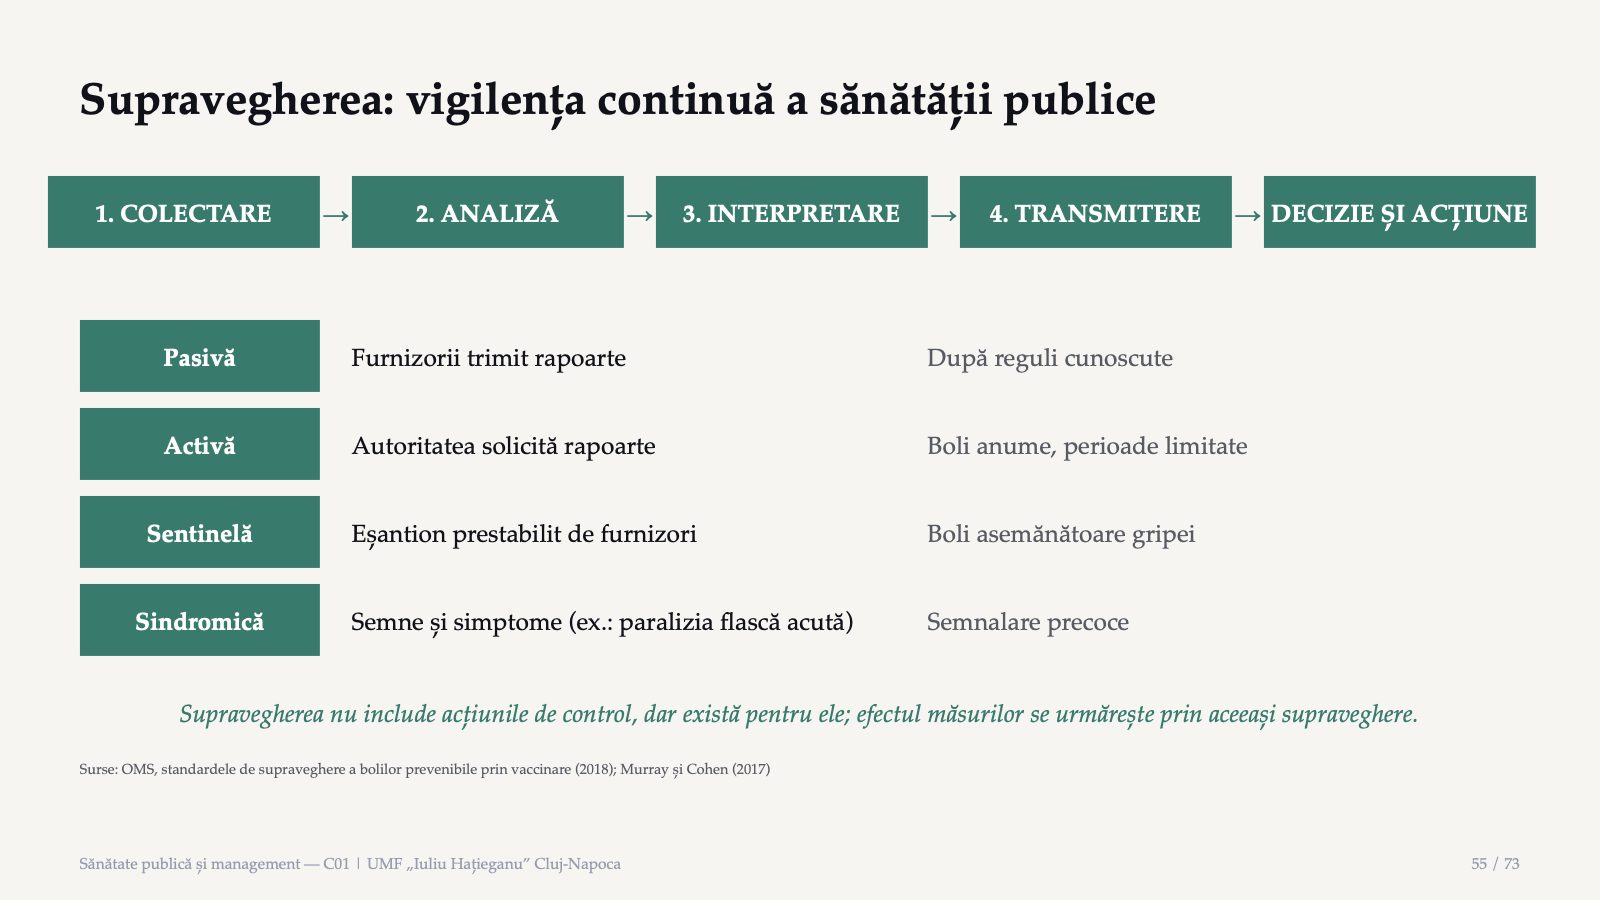 Supravegherea: vigilența continuă a sănătății publice
1. COLECTARE → 2. ANALIZĂ → 3. INTERPRETARE → 4. TRANSMITERE → DECIZIE ȘI ACȚIUNE
Pasivă Furnizorii trimit rapoarte După reguli cunoscute
Activă Autoritatea solicită rapoarte Boli anume, perioade limitate
Sentinelă Eșantion prestabilit de furnizori Boli asemănătoare gripei
Sindromică Semne și simptome (ex.: paralizia flască acută) Semnalare precoce
Supravegherea nu include acțiunile de control, dar există pentru ele; efectul măsurilor se urmărește prin aceeași supraveghere.
Surse: OMS, standardele de supraveghere a bolilor prevenibile prin vaccinare (2018); Murray și Cohen (2017)
Sănătate publică și management — C01 | UMF „Iuliu Hațieganu” Cluj-Napoca 55 / 73